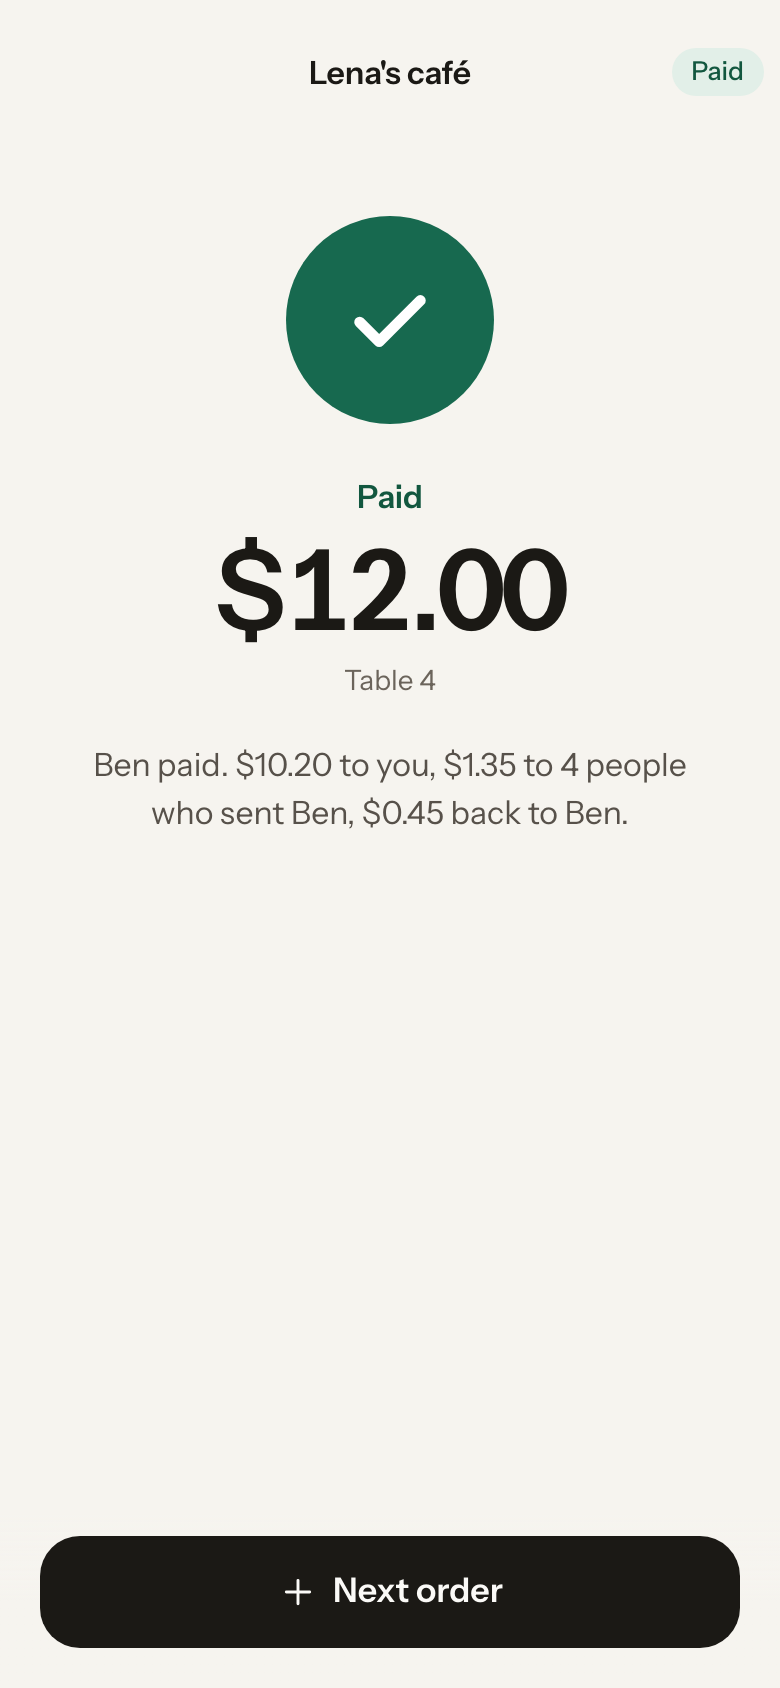 Lena's café
Paid
Paid
$12.00
Table 4
Ben paid. $10.20 to you, $1.35 to 4 people
who sent Ben, $0.45 back to Ben.
Next order